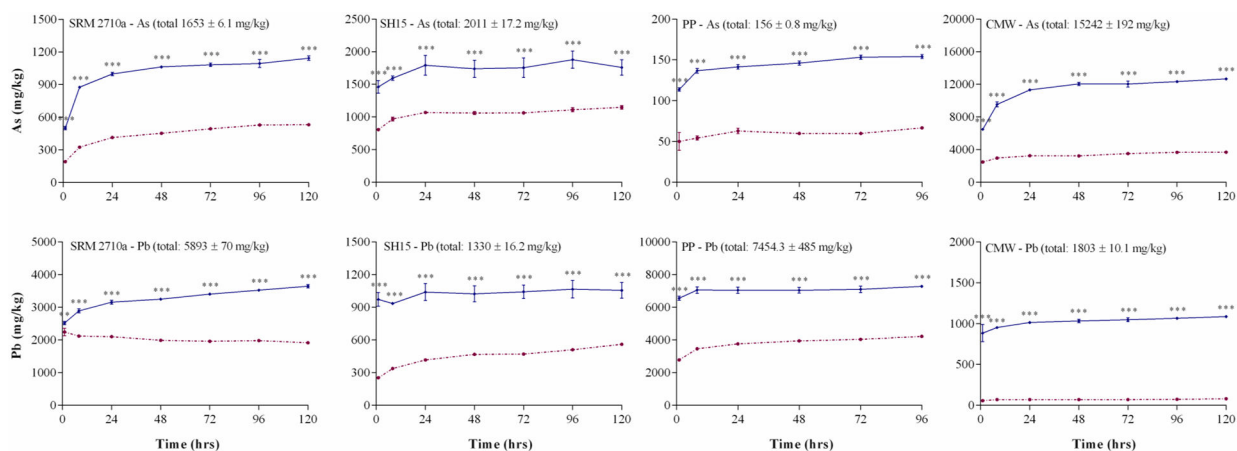 SRM 2710a - As (total 1653 ± 6.1 mg/kg)
As (mg/kg)
1500
1200
900
600
300
0
*** *** *** *** *** *** ***
0 24 48 72 96 120
SH15 - As (total: 2011 ± 17.2 mg/kg)
2500
2000
1500
1000
500
0
*** *** *** *** *** *** ***
0 24 48 72 96 120
PP - As (total: 156 ± 0.8 mg/kg)
200
150
100
50
0
*** *** *** *** *** ***
0 24 48 72 96
CMW - As (total: 15242 ± 192 mg/kg)
20000
16000
12000
8000
4000
0
*** *** *** *** *** *** ***
0 24 48 72 96 120
SRM 2710a - Pb (total: 5893 ± 70 mg/kg)
Pb (mg/kg)
5000
4000
3000
2000
1000
0
** *** *** *** *** *** ***
0 24 48 72 96 120
Time (hrs)
SH15 - Pb (total: 1330 ± 16.2 mg/kg)
1500
1200
900
600
300
0
*** *** *** *** *** *** ***
0 24 48 72 96 120
Time (hrs)
PP - Pb (total: 7454.3 ± 485 mg/kg)
10000
8000
6000
4000
2000
0
*** *** *** *** *** ***
0 24 48 72 96
Time (hrs)
CMW - Pb (total: 1803 ± 10.1 mg/kg)
2000
1500
1000
500
0
*** *** *** *** *** *** ***
0 24 48 72 96 120
Time (hrs)